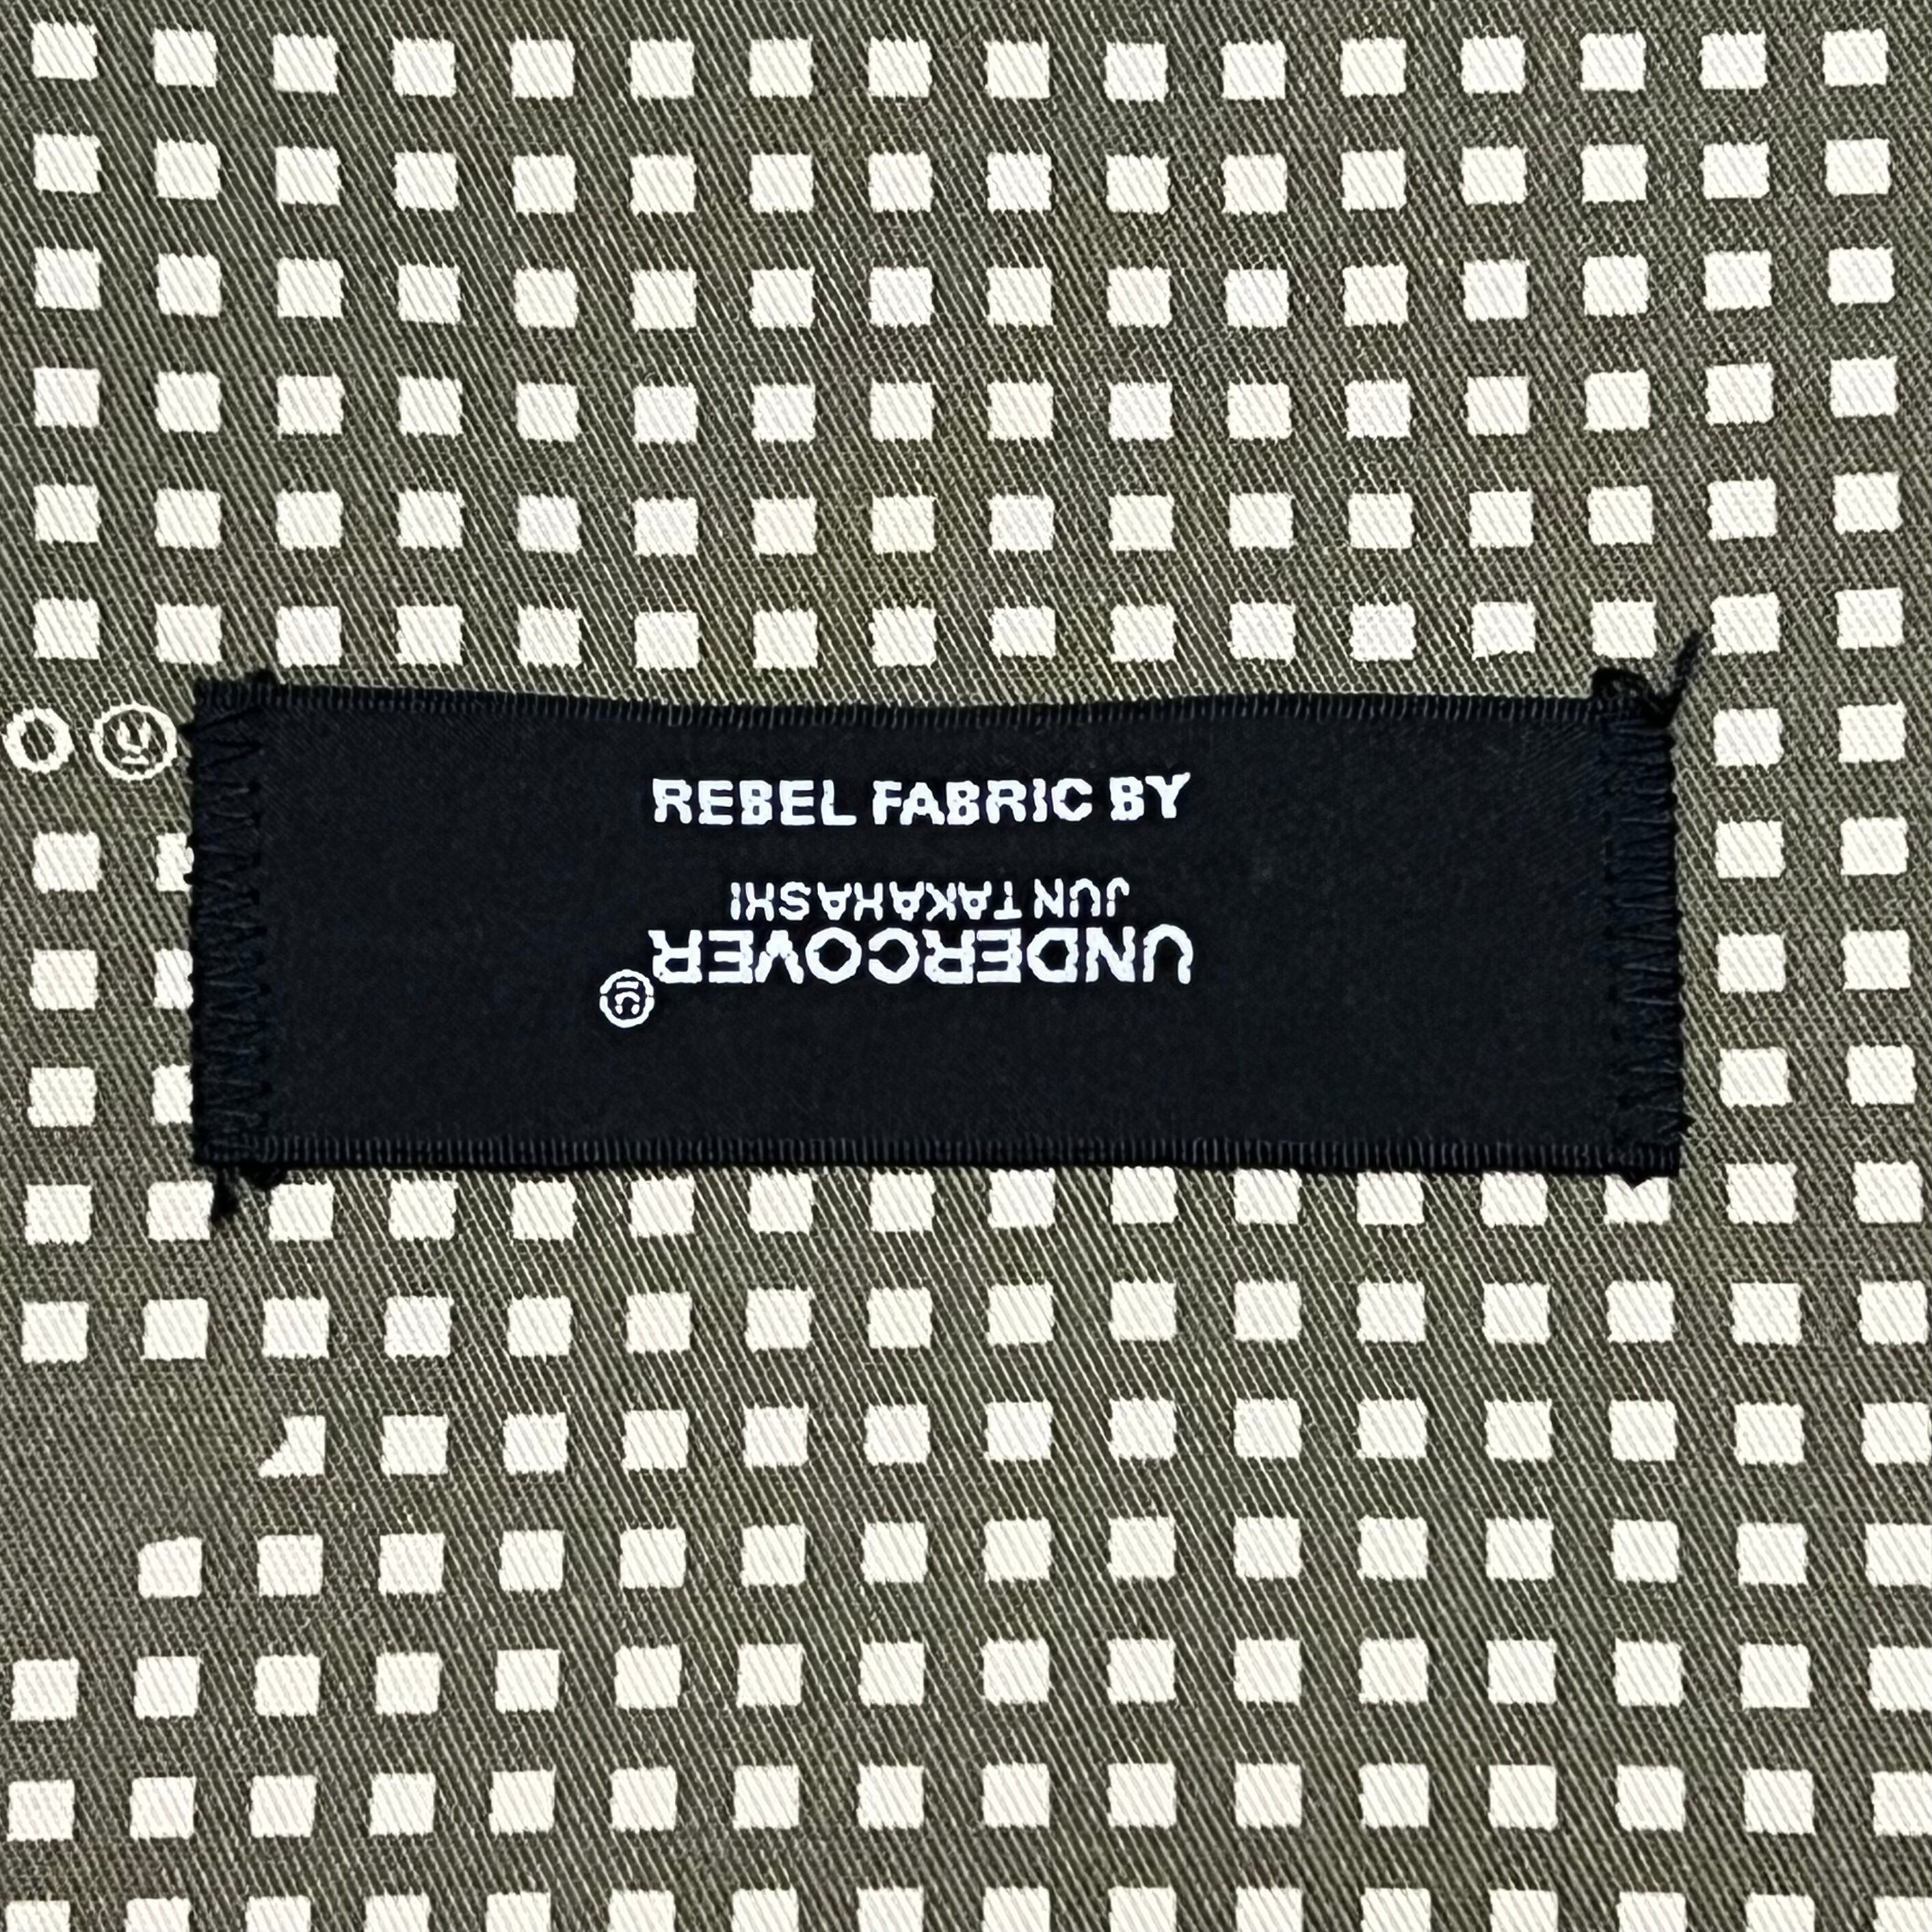 REBEL FABRIC BY
UNDERCOVER
JUN TAKAHASHI
O